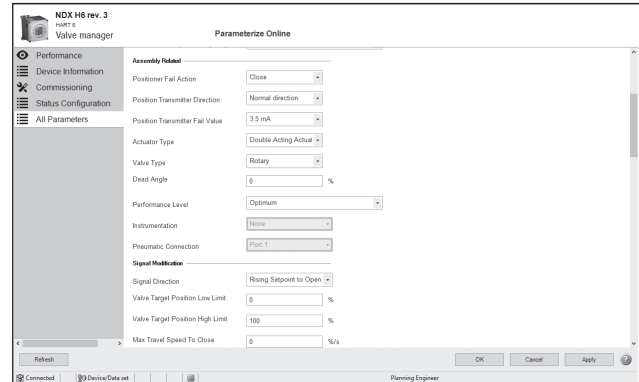 NDX H6 rev. 3
HART 6
Valve manager
Parameterize Online
Performance
Device Information
Commissioning
Status Configuration
All Parameters
Assembly Related
Positioner Fail Action Close
Position Transmitter Direction Normal direction
Position Transmitter Fail Value 3.5 mA
Actuator Type Double Acting Actuat
Valve Type Rotary
Dead Angle 0 %
Performance Level Optimum
Instrumentation None
Pneumatic Connection Port 1
Signal Modification
Signal Direction Rising Setpoint to Open
Valve Target Position Low Limit 0 %
Valve Target Position High Limit 100 %
Max Travel Speed To Close 0 %/s
Refresh OK Cancel Apply ?
Connected Device/Data set Planning Engineer